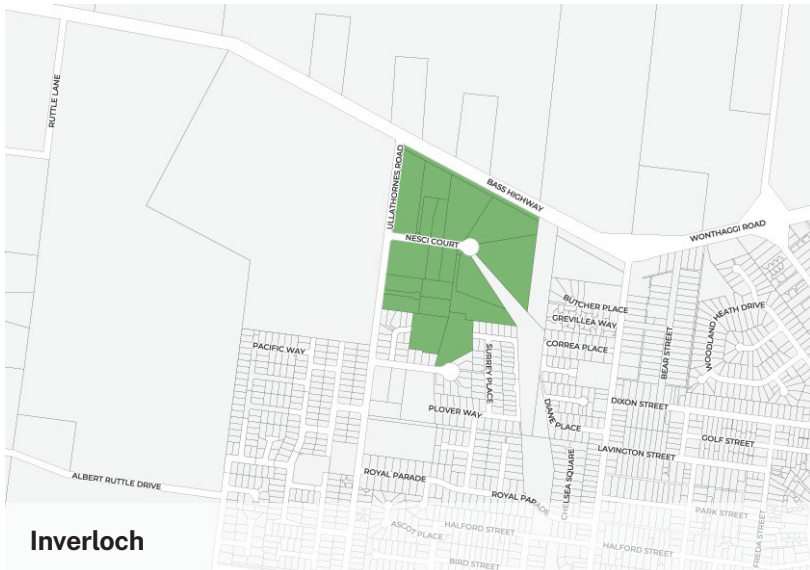 RUTTLE LANE
ULLATHORNES ROAD
BASS HIGHWAY
WONTHAGGI ROAD
NESCI COURT
BUTCHER PLACE
GREVILLEA WAY
CORREA PLACE
BEAR STREET
WOODLAND HEATH DRIVE
PACIFIC WAY
SURREY PLACE
DIXON STREET
PLOVER WAY
DIANE PLACE
GOLF STREET
LAVINGTON STREET
CHELSEA SQUARE
ALBERT RUTTLE DRIVE
ROYAL PARADE
ROYAL PARADE
PARK STREET
ASCOT PLACE
HALFORD STREET
HALFORD STREET
FREDA STREET
BIRD STREET
Inverloch